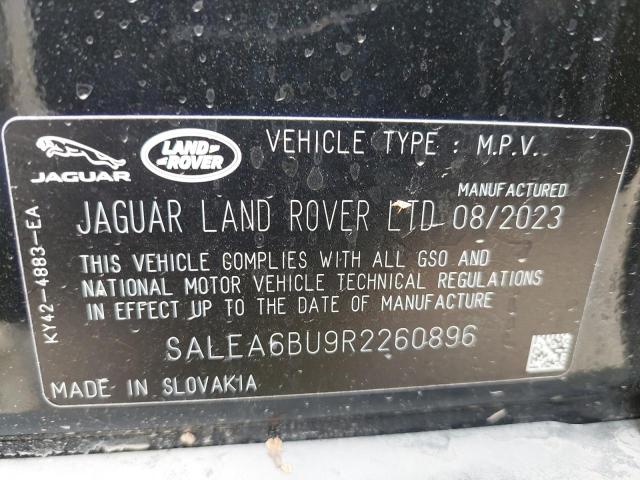 JAGUAR
LAND ROVER
VEHICLE TYPE : M.P.V.
MANUFACTURED
JAGUAR LAND ROVER LTD 08/2023
THIS VEHICLE COMPLIES WITH ALL GSO AND
NATIONAL MOTOR VEHICLE TECHNICAL REGULATIONS
IN EFFECT UP TO THE DATE OF MANUFACTURE
SALEA6BU9R2260896
MADE IN SLOVAKIA
KY42-4883-EA